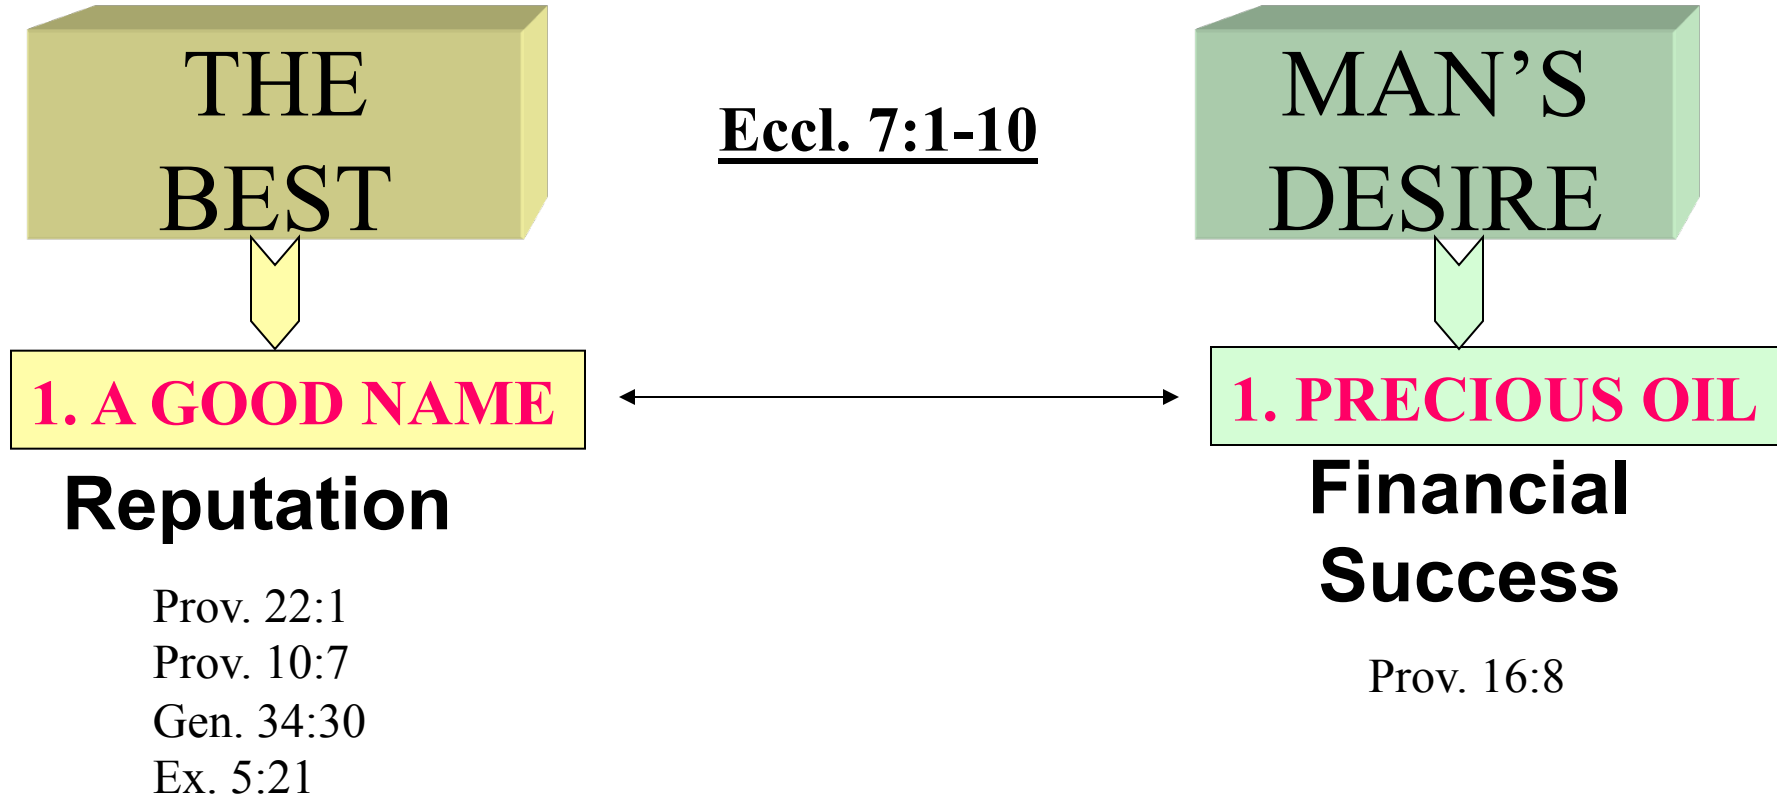 THE
BEST
Eccl. 7:1-10
MAN’S
DESIRE
1. A GOOD NAME
1. PRECIOUS OIL
Reputation
Financial
Success
Prov. 22:1
Prov. 10:7
Gen. 34:30
Ex. 5:21
Prov. 16:8